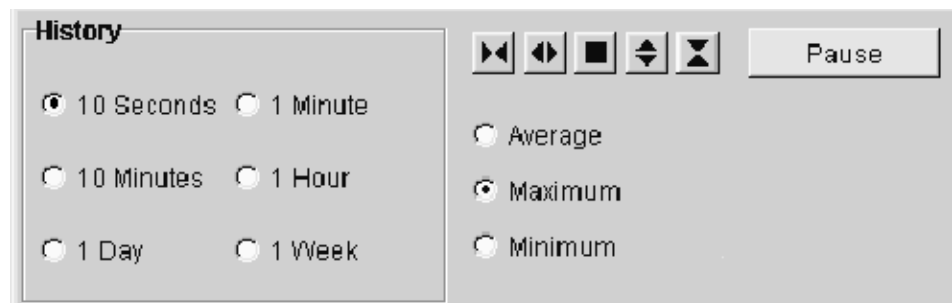 History
10 Seconds
1 Minute
10 Minutes
1 Hour
1 Day
1 Week
Pause
Average
Maximum
Minimum